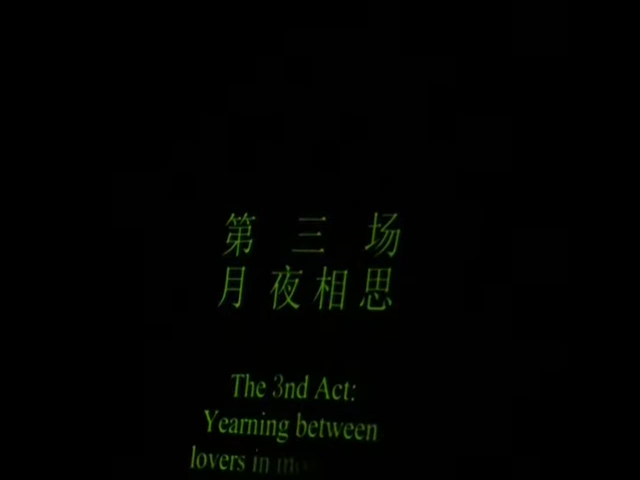 第三场
月夜相思
The 3nd Act:
Yearning between
lovers in